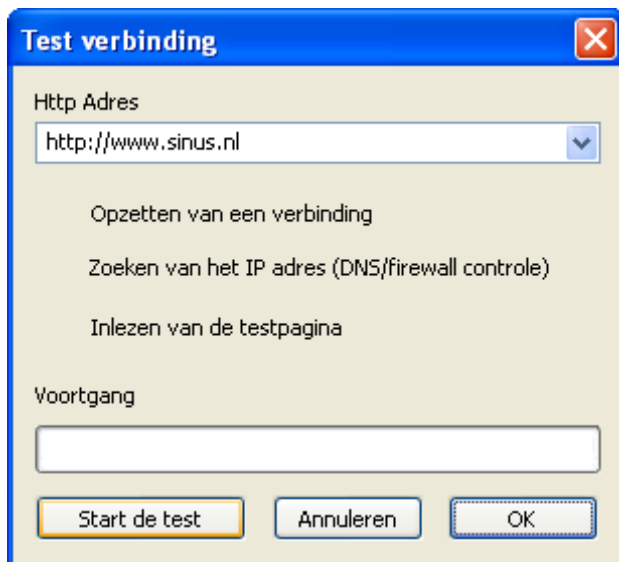 Test verbinding
Http Adres
http://www.sinus.nl
Opzetten van een verbinding
Zoeken van het IP adres (DNS/firewall controle)
Inlezen van de testpagina
Voortgang
Start de test
Annuleren
OK